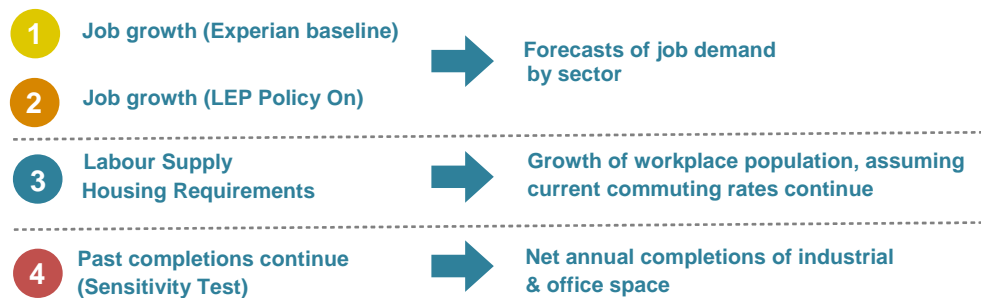 1
Job growth (Experian baseline)
2
Job growth (LEP Policy On)
Forecasts of job demand
by sector
3
Labour Supply
Housing Requirements
Growth of workplace population, assuming
current commuting rates continue
4
Past completions continue
(Sensitivity Test)
Net annual completions of industrial
& office space